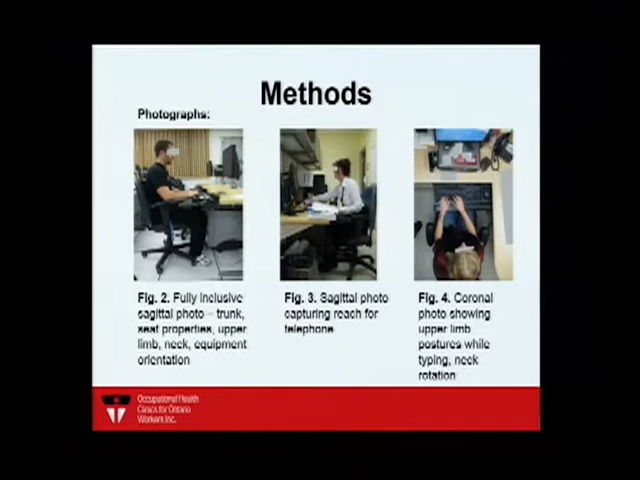 Methods
Photographs:
Fig. 2. Fully inclusive
sagittal photo – trunk,
seat properties, upper
limb, neck, equipment
orientation
Fig. 3. Sagittal photo
capturing reach for
telephone
Fig. 4. Coronal
photo showing
upper limb
postures while
typing, neck
rotation
Occupational Health
Clinics for Ontario
Workers Inc.